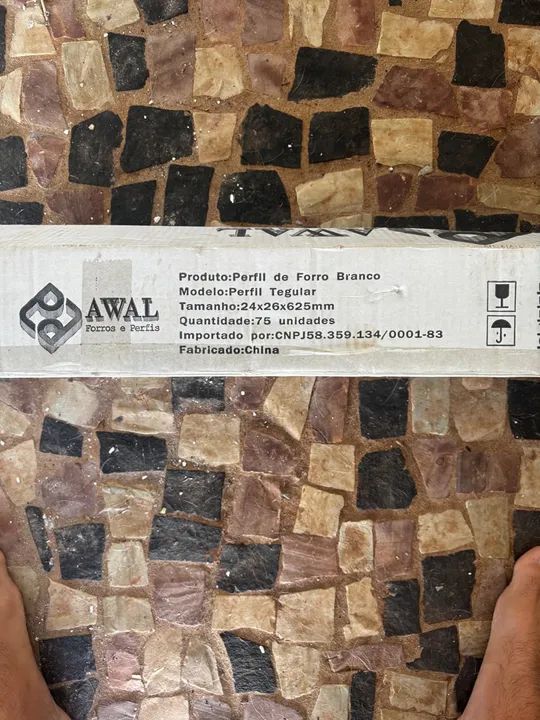 AWAL
AWAL
Forros e Perfis
Produto:Perfil de Forro Branco
Modelo:Perfil Tegular
Tamanho:24x26x625mm
Quantidade:75 unidades
Importado por:CNPJ58.359.134/0001-83
Fabricado:China